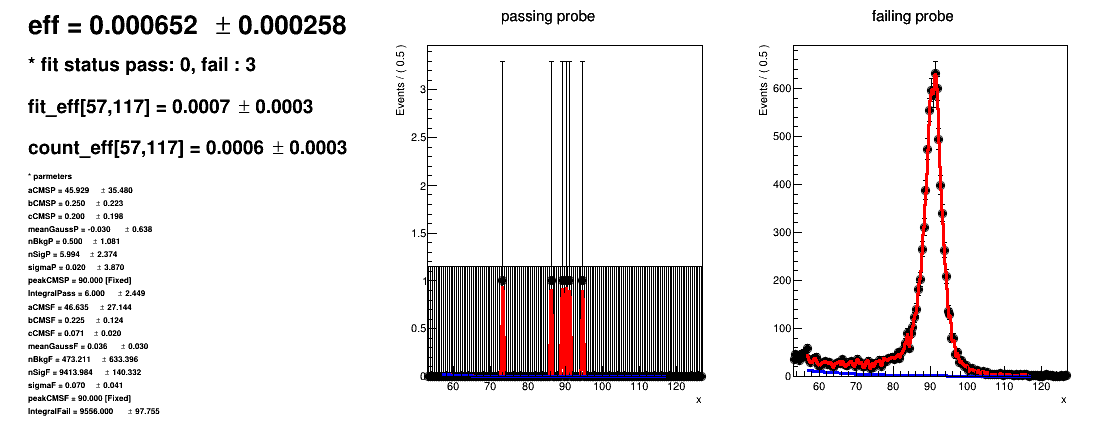 eff = 0.000652 ± 0.000258
* fit status pass: 0, fail : 3
fit_eff[57,117] = 0.0007 ± 0.0003
count_eff[57,117] = 0.0006 ± 0.0003
* parmeters
aCMSP = 45.929 ± 35.480
bCMSP = 0.250 ± 0.223
cCMSP = 0.200 ± 0.198
meanGaussP = -0.030 ± 0.638
nBkgP = 0.500 ± 1.081
nSigP = 5.994 ± 2.374
sigmaP = 0.020 ± 3.870
peakCMSP = 90.000 [Fixed]
IntegralPass = 6.000 ± 2.449
aCMSF = 46.635 ± 27.144
bCMSF = 0.225 ± 0.124
cCMSF = 0.071 ± 0.020
meanGaussF = 0.036 ± 0.030
nBkgF = 473.211 ± 633.396
nSigF = 9413.984 ± 140.332
sigmaF = 0.070 ± 0.041
peakCMSF = 90.000 [Fixed]
IntegralFail = 9556.000 ± 97.755
passing probe
Events / ( 0.5 )
3
2.5
2
1.5
1
0.5
0
60 70 80 90 100 110 120
x
failing probe
Events / ( 0.5 )
600
500
400
300
200
100
0
60 70 80 90 100 110 120
x